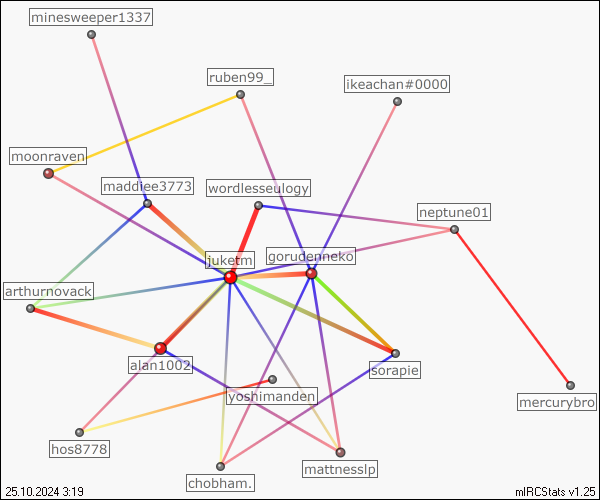 minesweeper1337
ruben99_
ikeachan#0000
moonraven
maddiee3773
wordlesseulogy
neptune01
juketm
gorudenneko
arthurnovack
alan1002
sorapie
yoshimanden
mercurybro
hos8778
mattnesslp
chobham.
25.10.2024 3:19
mIRCStats v1.25